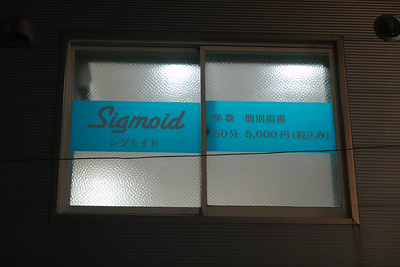 Sigmoid
シグモイド
英数 個別指導
50分 5,000円(税込み)